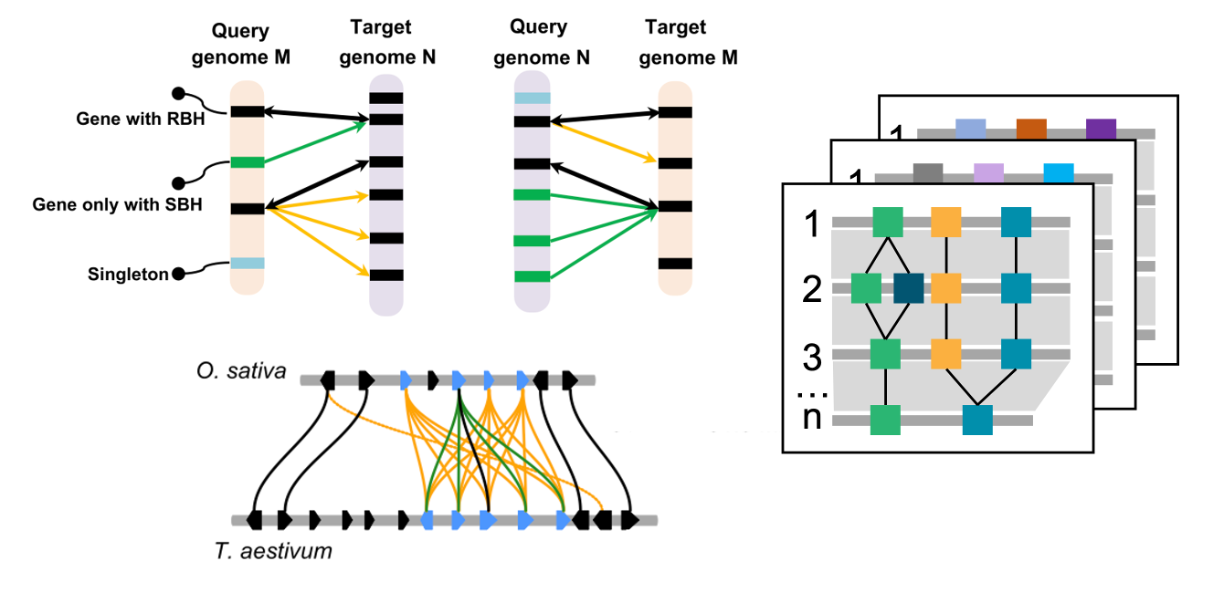 Query
genome M
Target
genome N
Query
genome N
Target
genome M
Gene with RBH
Gene only with SBH
Singleton
O. sativa
T. aestivum
1
1
1
2
3
...
n